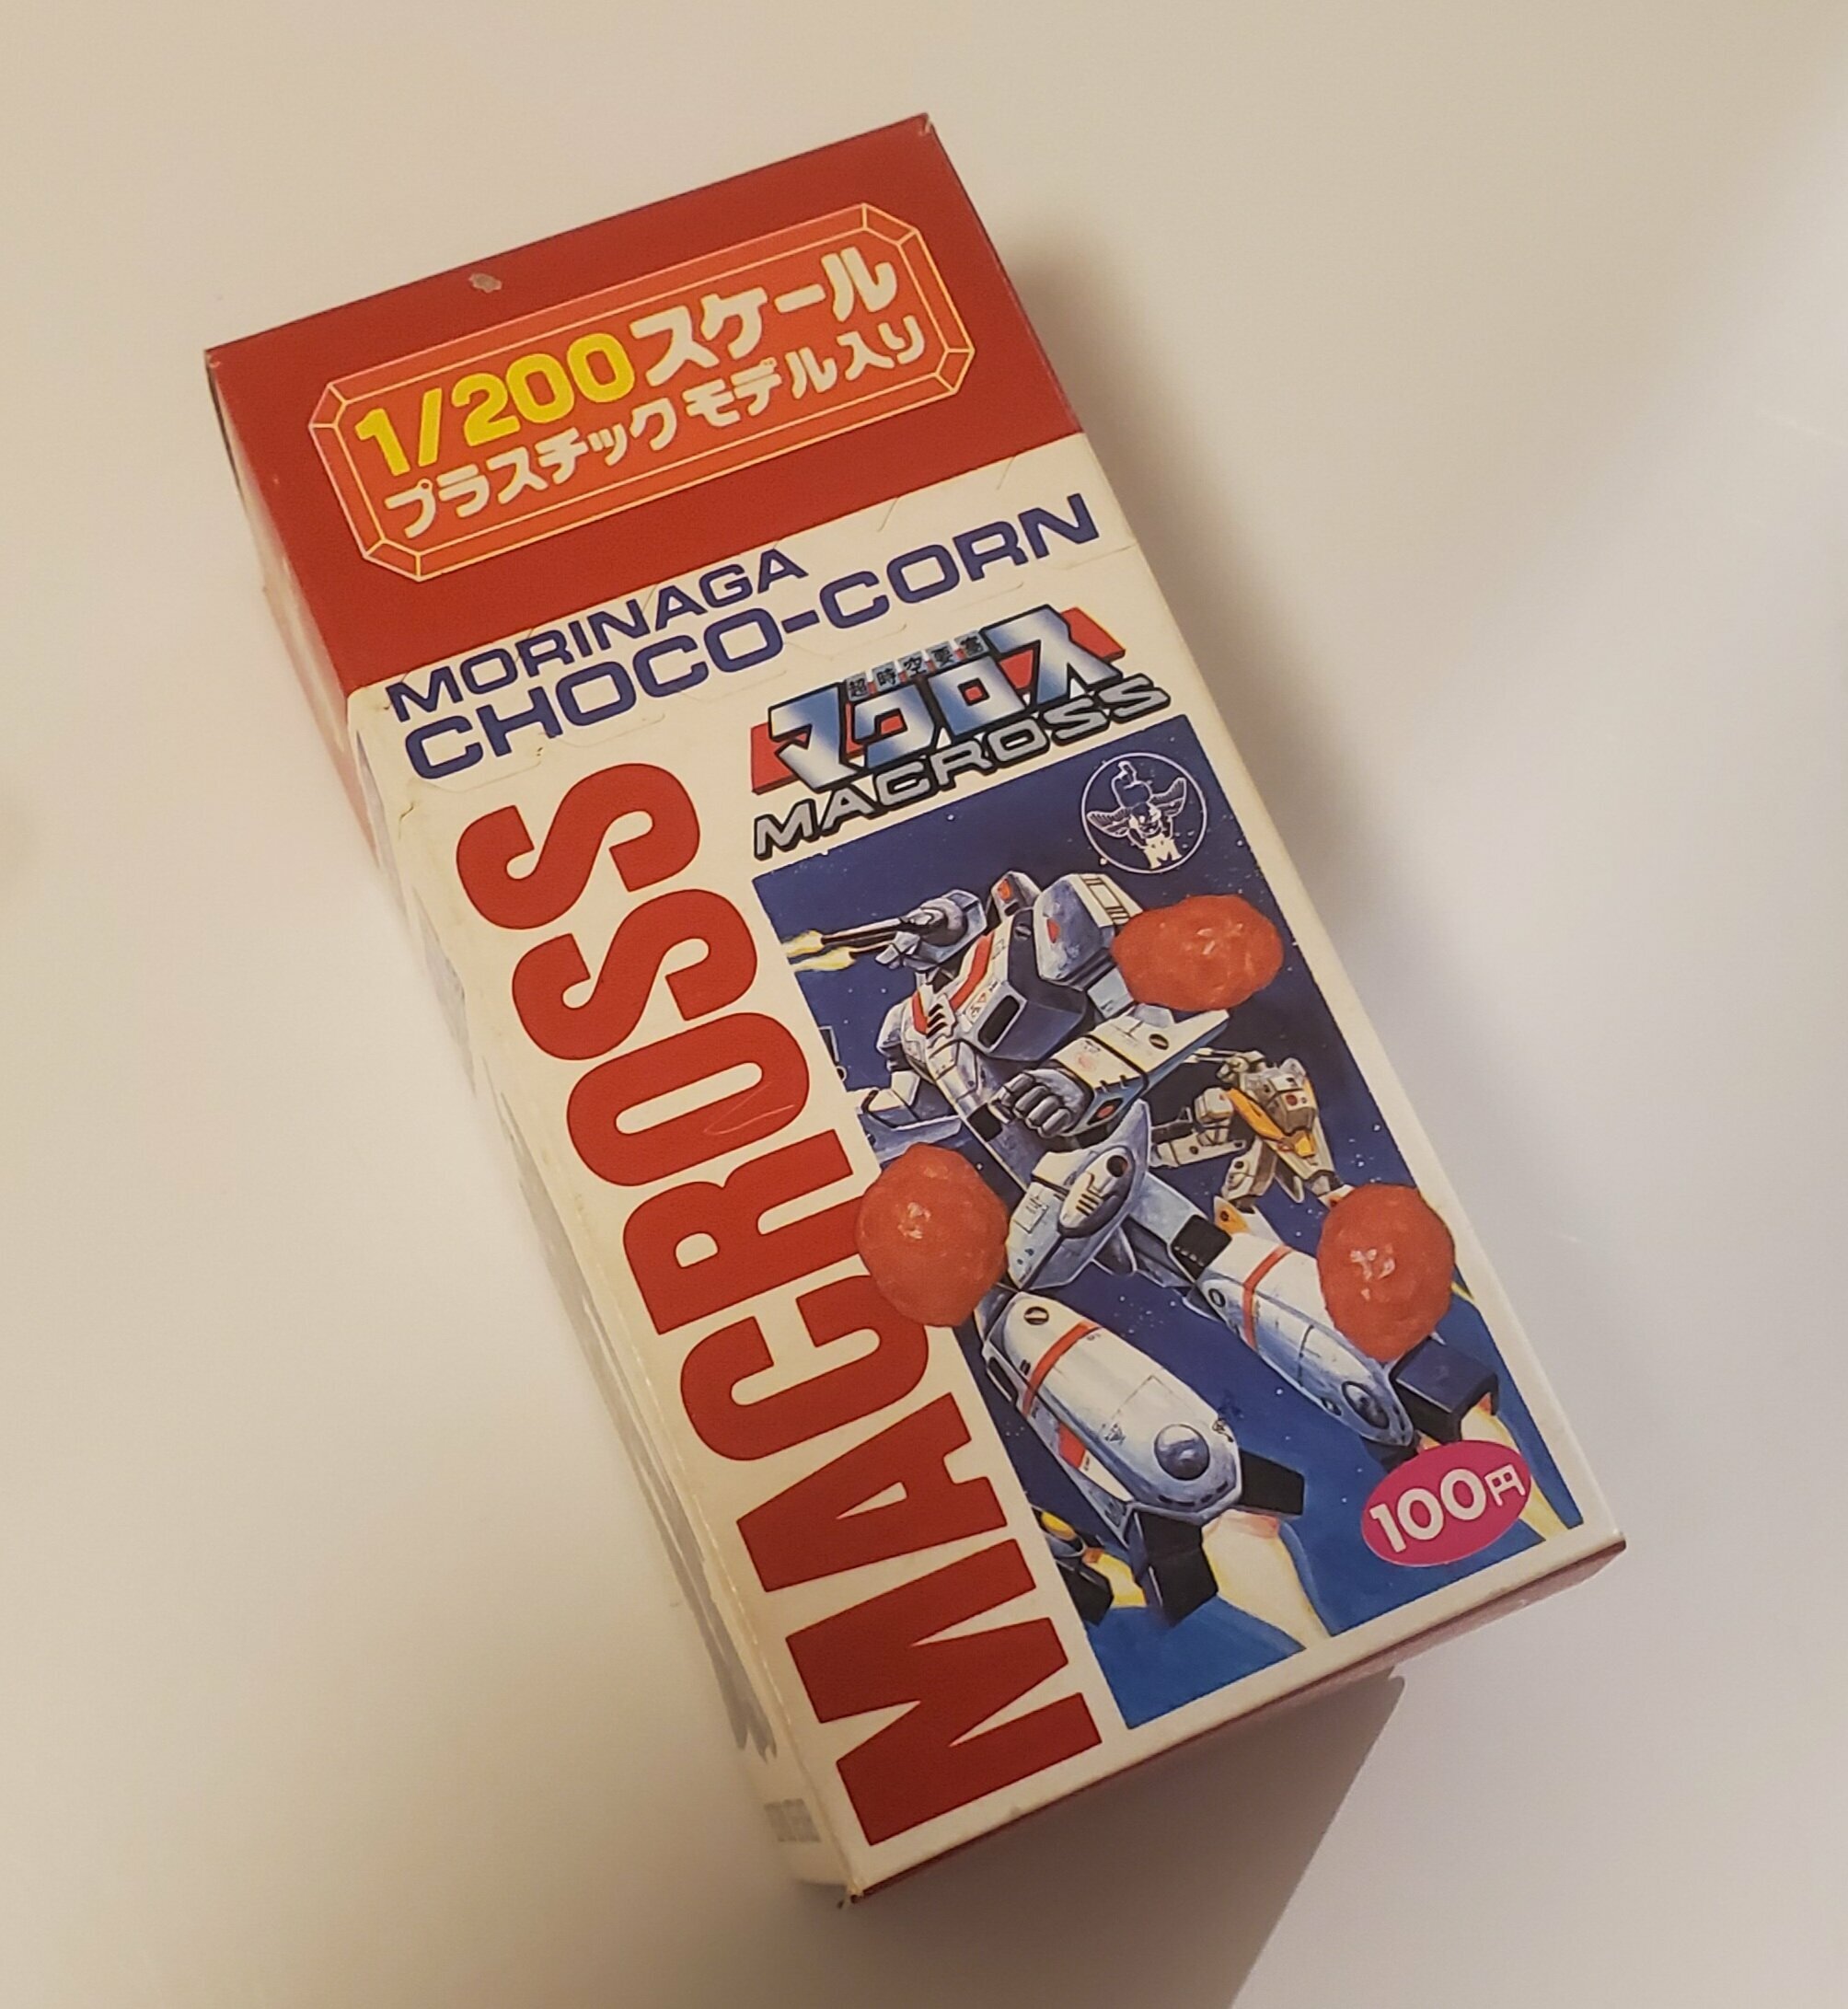 1/200スケール
プラスチックモデル入り
MORINAGA
CHOCO-CORN
超時空要塞
マクロス
MACROSS
MACROSS
100円